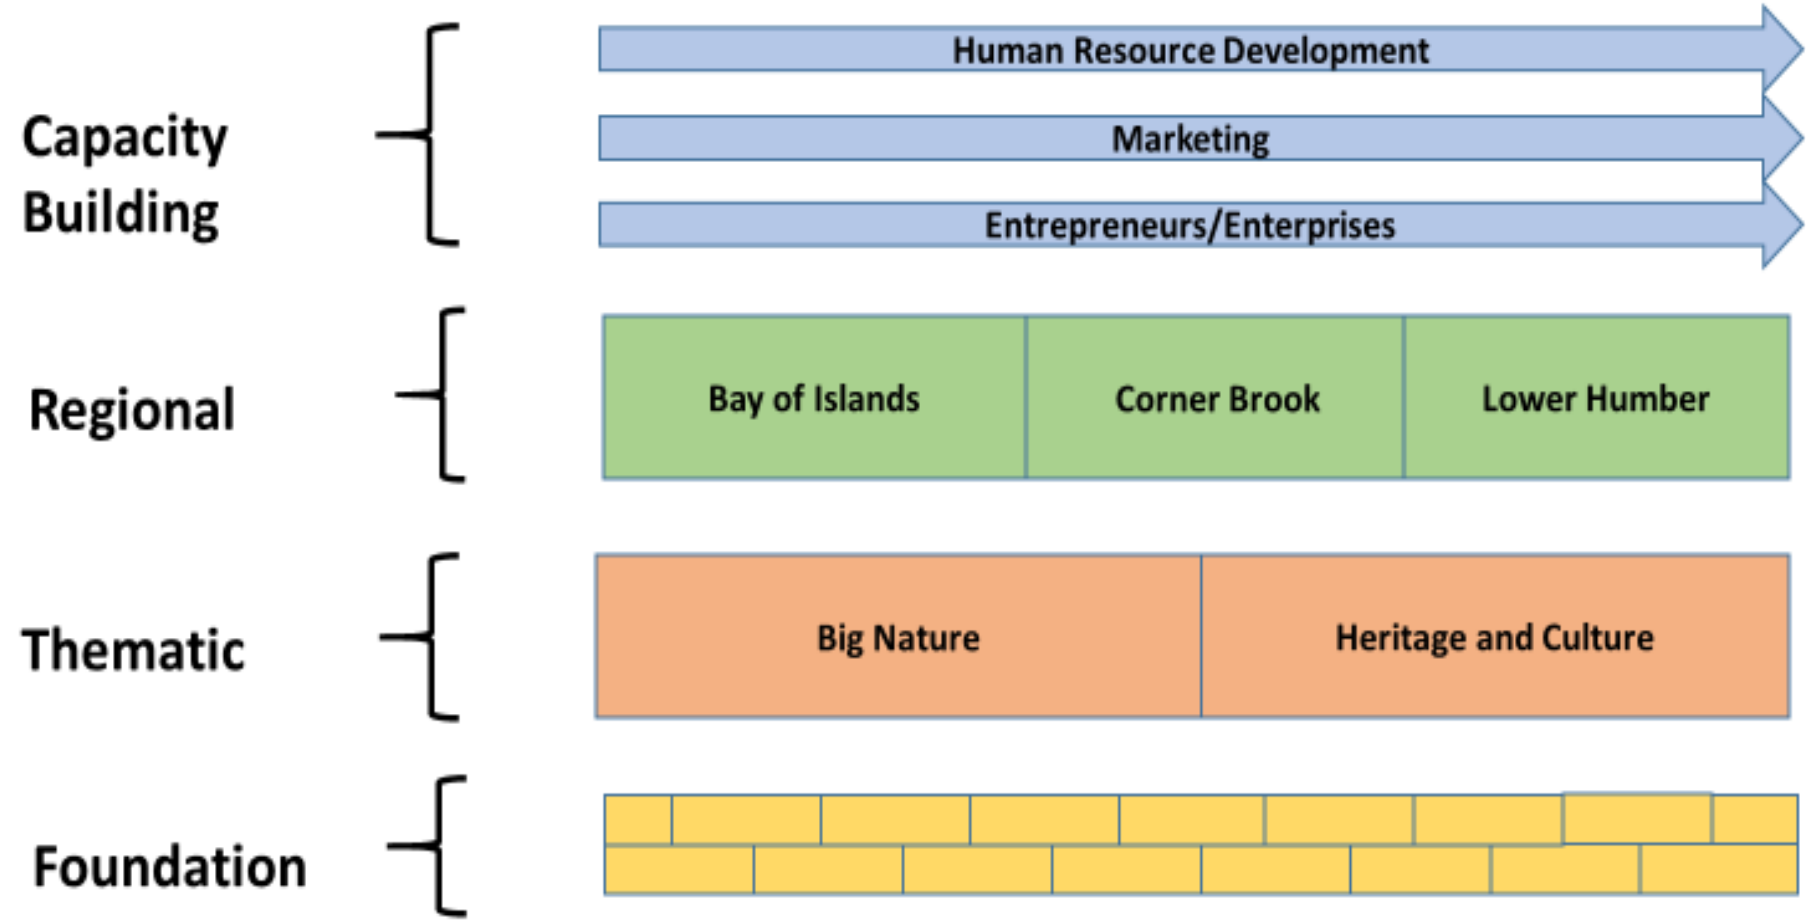 Capacity
Building
Human Resource Development
Marketing
Entrepreneurs/Enterprises
Regional
Bay of Islands
Corner Brook
Lower Humber
Thematic
Big Nature
Heritage and Culture
Foundation